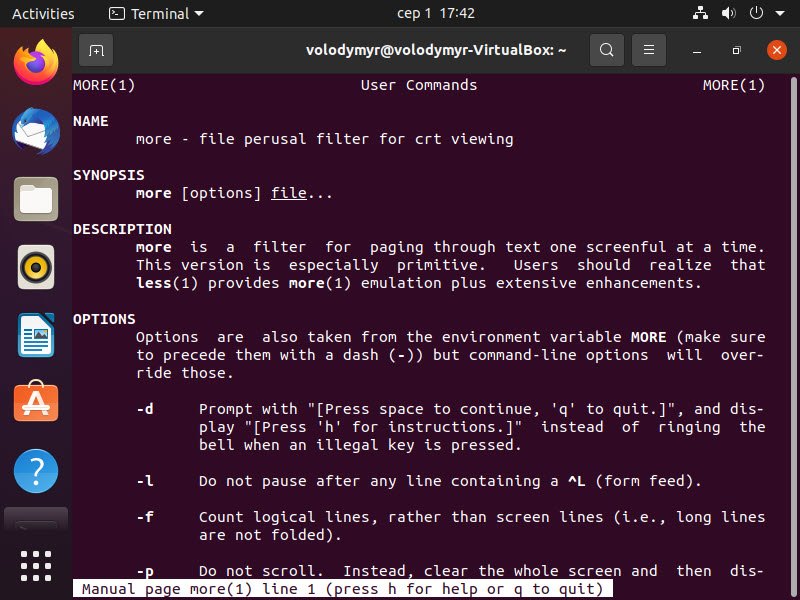 Activities Terminal сер 1 17:42
volodymyr@volodymyr-VirtualBox: ~
MORE(1) User Commands MORE(1)
NAME
more - file perusal filter for crt viewing
SYNOPSIS
more [options] file...
DESCRIPTION
more is a filter for paging through text one screenful at a time.
This version is especially primitive. Users should realize that
less(1) provides more(1) emulation plus extensive enhancements.
OPTIONS
Options are also taken from the environment variable MORE (make sure
to precede them with a dash (-)) but command-line options will over-
ride those.
-d Prompt with "[Press space to continue, 'q' to quit.]", and dis-
play "[Press 'h' for instructions.]" instead of ringing the
bell when an illegal key is pressed.
-l Do not pause after any line containing a ^L (form feed).
-f Count logical lines, rather than screen lines (i.e., long lines
are not folded).
-p Do not scroll. Instead, clear the whole screen and then dis-
Manual page more(1) line 1 (press h for help or q to quit)